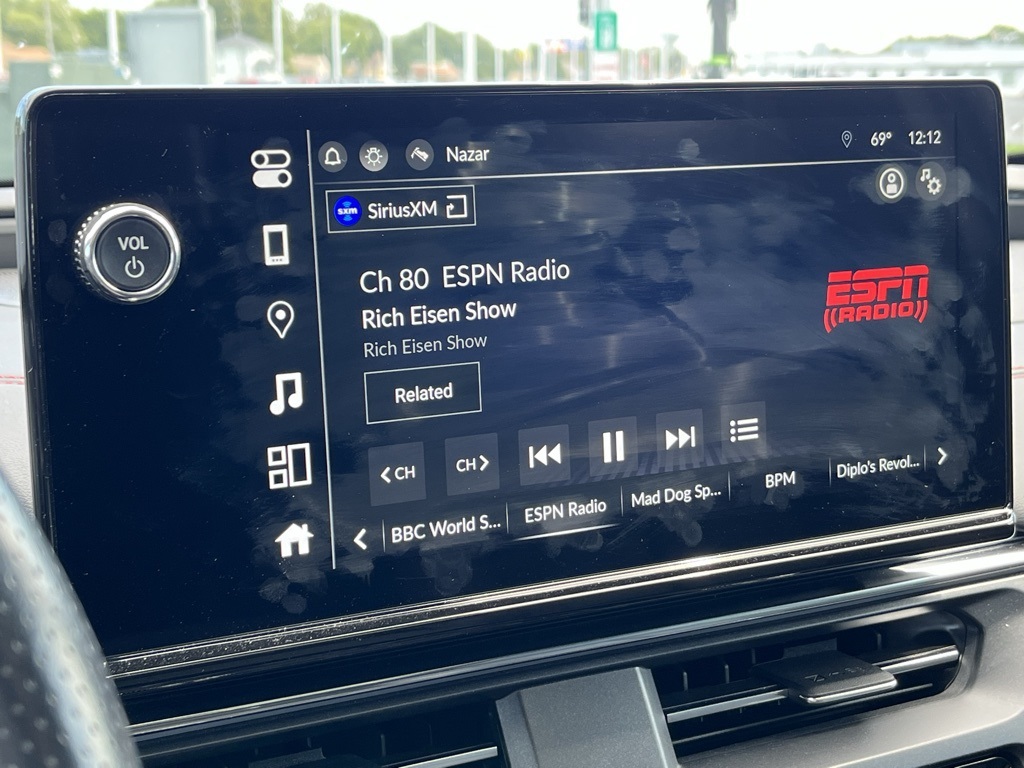 VOL
Nazar
69° 12:12
sxm SiriusXM
Ch 80 ESPN Radio
Rich Eisen Show
Rich Eisen Show
ESPN
((RADIO))
Related
CH CH
BBC World S... ESPN Radio Mad Dog Sp... BPM Diplo's Revol...